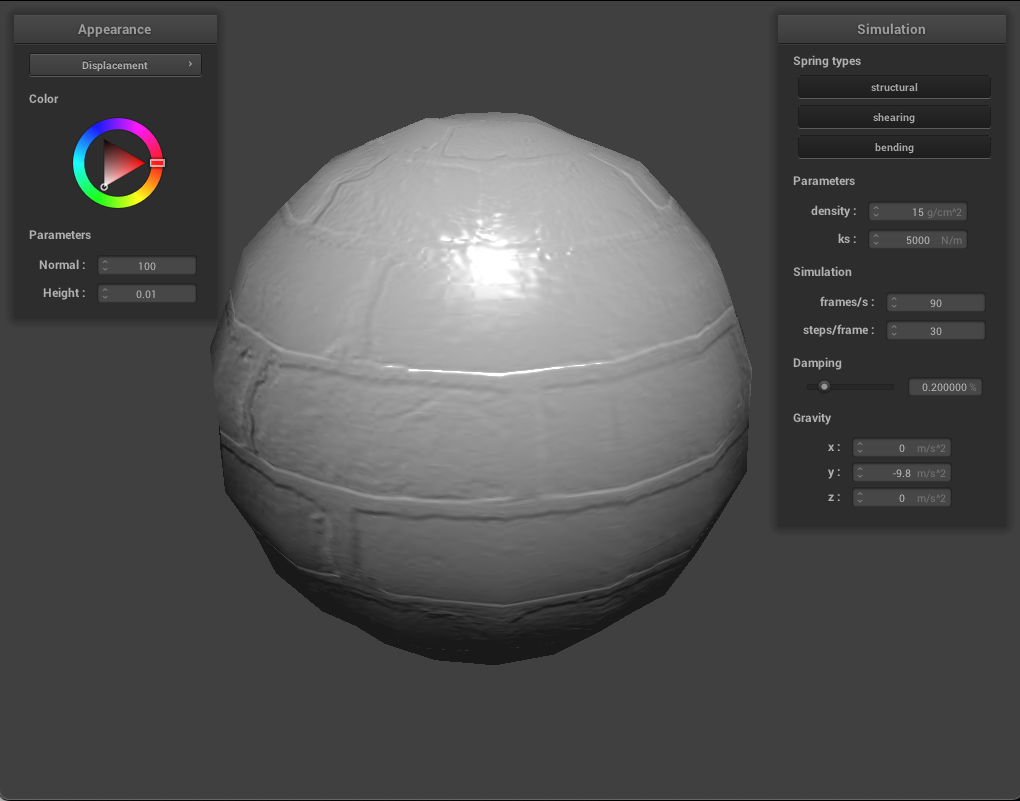 Appearance
Displacement
Color
Parameters
Normal : 100
Height : 0.01
Simulation
Spring types
structural
shearing
bending
Parameters
density : 15 g/cm^2
ks : 5000 N/m
Simulation
frames/s : 90
steps/frame : 30
Damping
0.200000 %
Gravity
x : 0 m/s^2
y : -9.8 m/s^2
z : 0 m/s^2